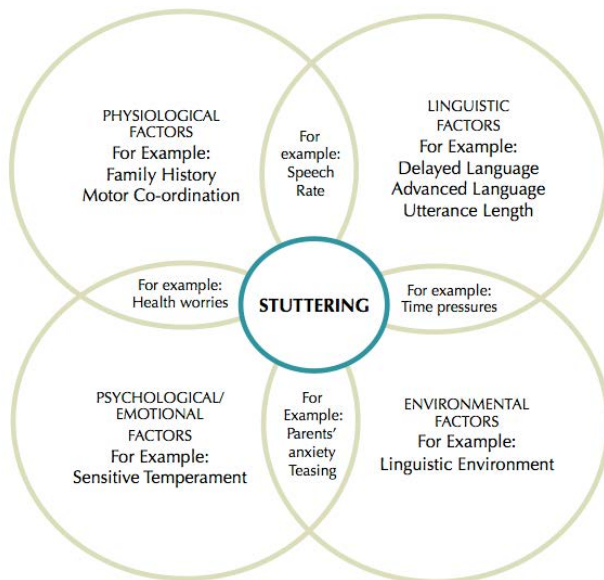 PHYSIOLOGICAL
FACTORS
For Example:
Family History
Motor Co-ordination
For
example:
Speech
Rate
LINGUISTIC
FACTORS
For Example:
Delayed Language
Advanced Language
Utterance Length
For example:
Health worries
STUTTERING
For example:
Time pressures
PSYCHOLOGICAL/
EMOTIONAL
FACTORS
For Example:
Sensitive Temperament
For
Example:
Parents'
anxiety
Teasing
ENVIRONMENTAL
FACTORS
For Example:
Linguistic Environment